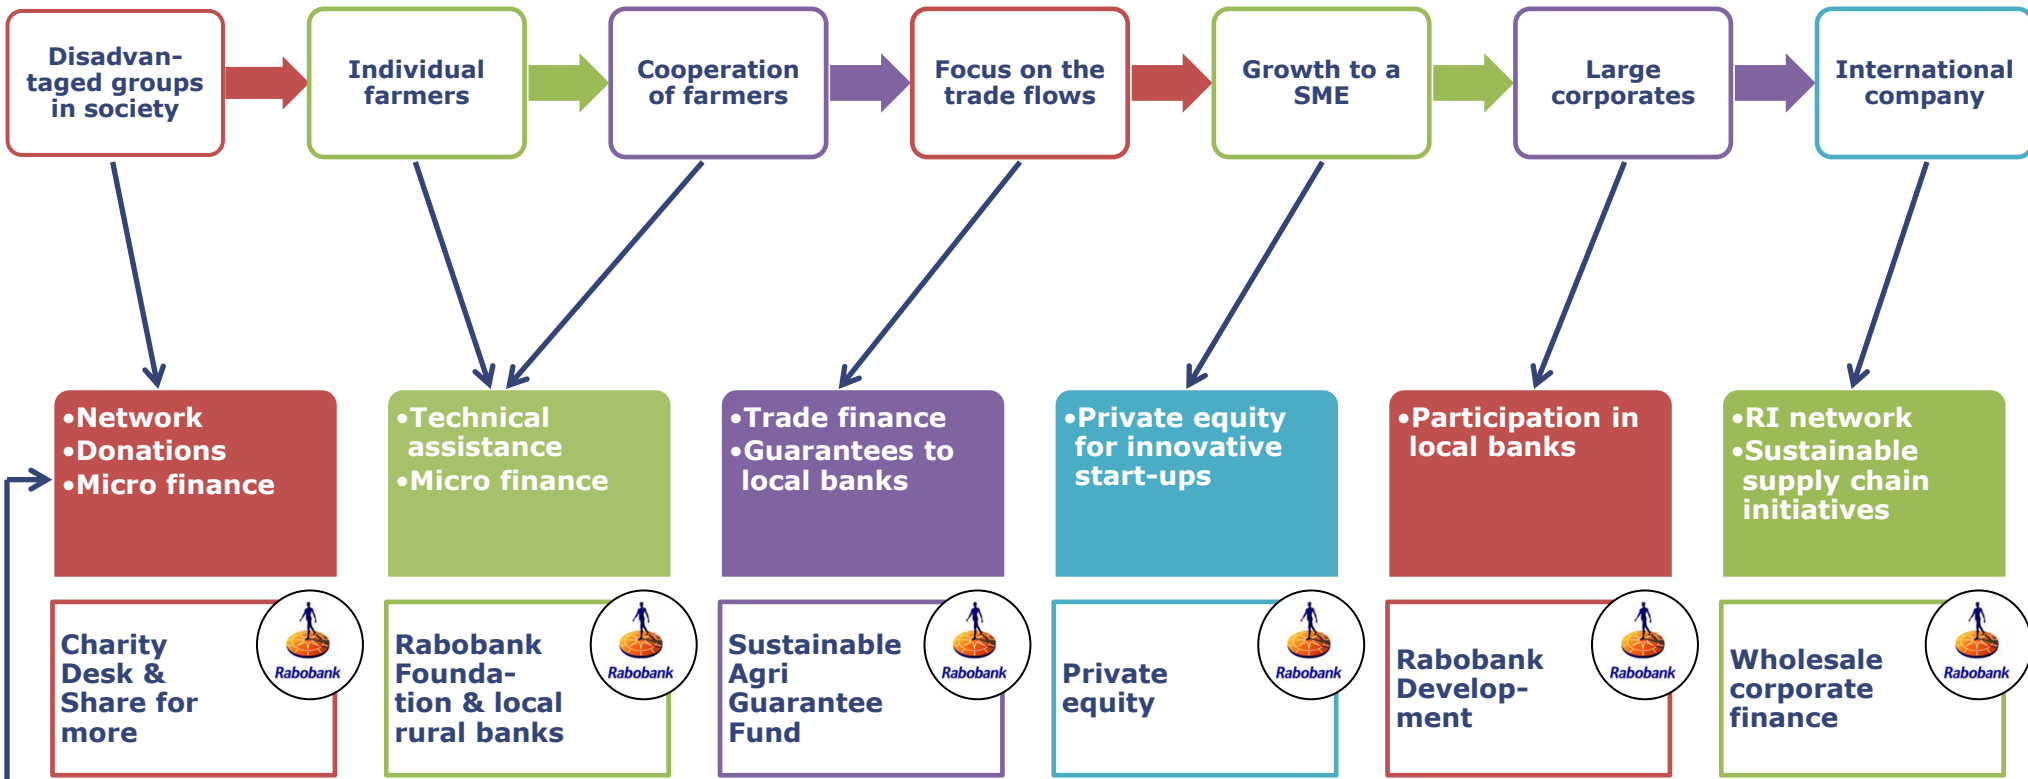 Disadvan-
taged groups
in society
Individual
farmers
Cooperation
of farmers
Focus on the
trade flows
Growth to a
SME
Large
corporates
International
company
•Network
•Donations
•Micro finance
•Technical
assistance
•Micro finance
•Trade finance
•Guarantees to
local banks
•Private equity
for innovative
start-ups
•Participation in
local banks
•RI network
•Sustainable
supply chain
initiatives
Charity
Desk &
Share for
more
Rabobank
Rabobank
Founda-
tion & local
rural banks
Rabobank
Sustainable
Agri
Guarantee
Fund
Rabobank
Private
equity
Rabobank
Rabobank
Develop-
ment
Rabobank
Wholesale
corporate
finance
Rabobank